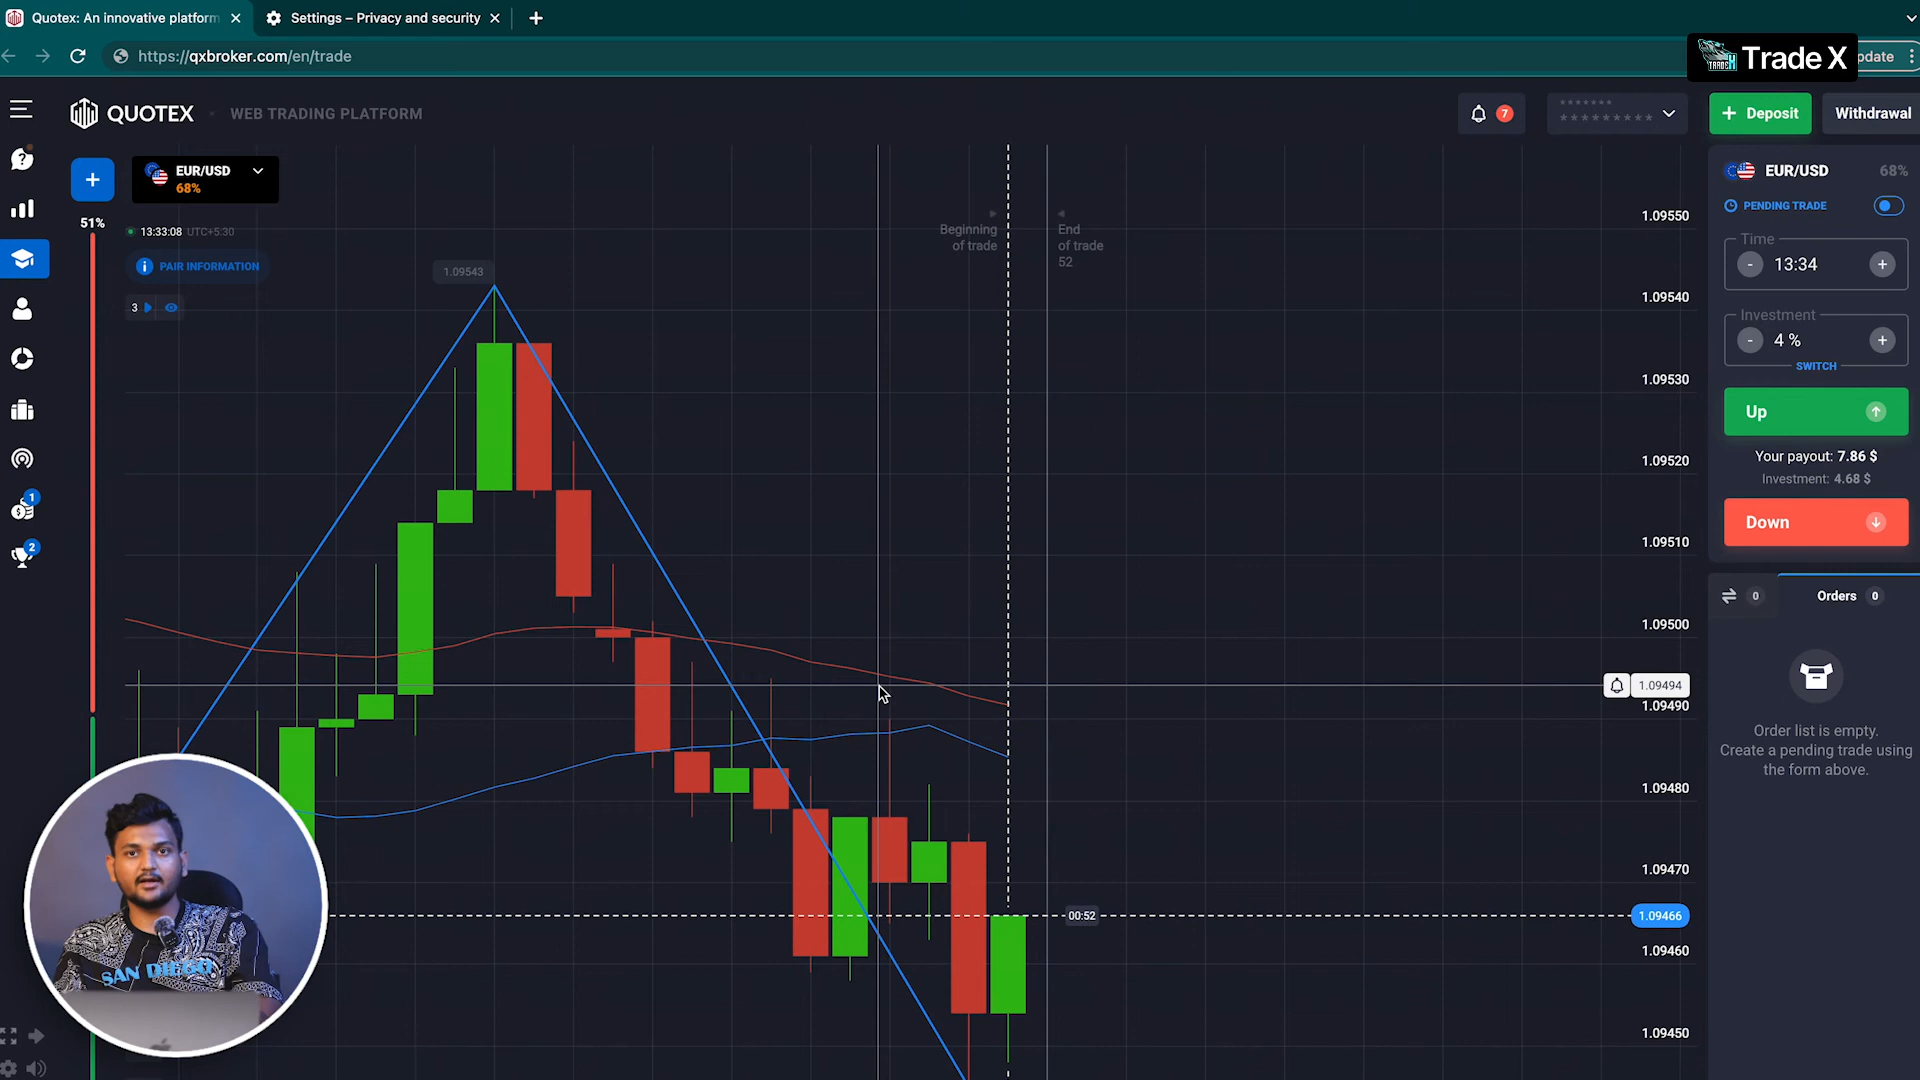 Quotex: An innovative platform
Settings – Privacy and security
https://qxbroker.com/en/trade
TRADEX
Trade X
pdate
QUOTEX
WEB TRADING PLATFORM
7
*******
*********
+ Deposit
Withdrawal
EUR/USD
68%
51%
13:33:08 UTC+5:30
PAIR INFORMATION
3
1.09543
Beginning
of trade
End
of trade
52
1.09550
1.09540
1.09530
1.09520
1.09510
1.09500
1.09494
1.09490
1.09480
1.09470
1.09466
1.09460
1.09450
00:52
EUR/USD
68%
PENDING TRADE
Time
- 13:34 +
Investment
- 4 % +
SWITCH
Up
Your payout: 7.86 $
Investment: 4.68 $
Down
0
Orders 0
Order list is empty.
Create a pending trade using
the form above.
1
2
SAN DIEGO